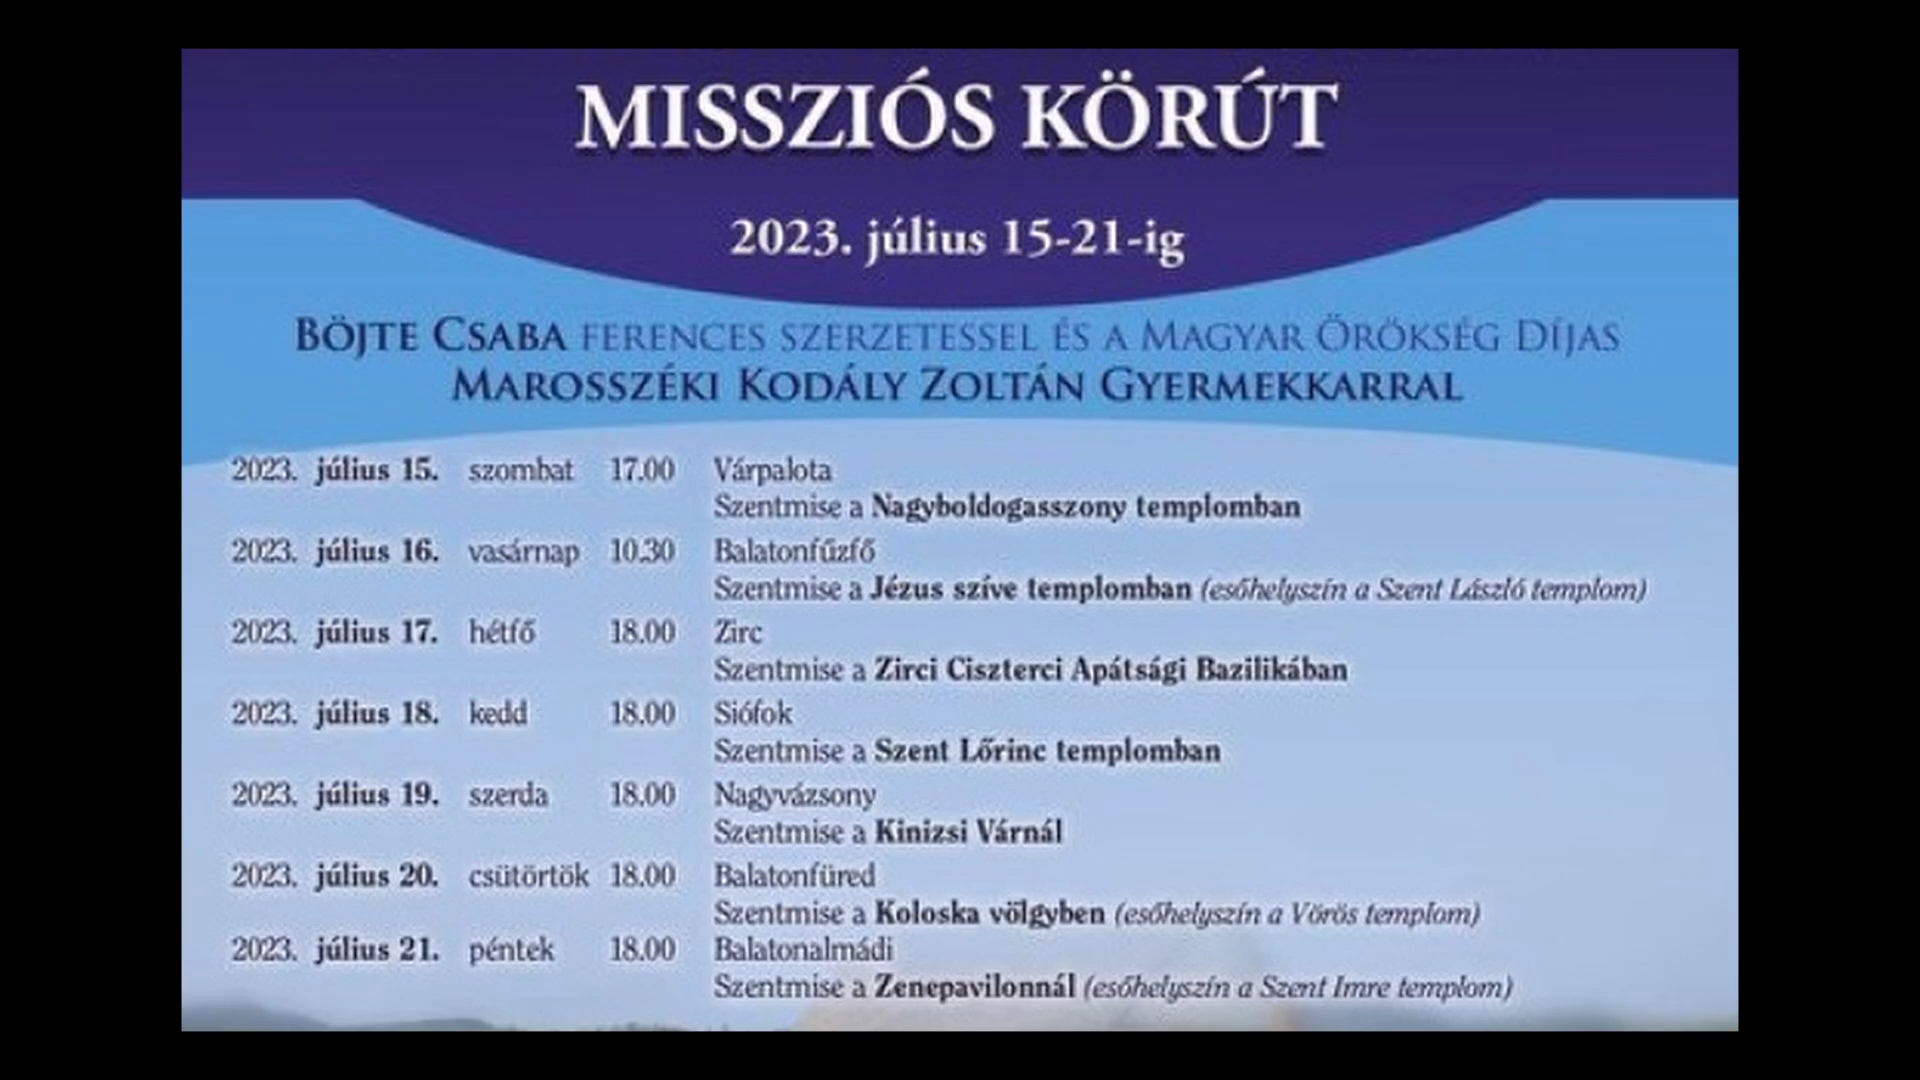 MISSZIÓS KÖRÚT
2023. július 15-21-ig
BÖJTE CSABA FERENCES SZERZETESSEL ÉS A MAGYAR ÖRÖKSÉG DÍJAS
MAROSSZÉKI KODÁLY ZOLTÁN GYERMEKKARRAL
2023. július 15. szombat 17.00 Várpalota
Szentmise a Nagyboldogasszony templomban
2023. július 16. vasárnap 10.30 Balatonfűzfő
Szentmise a Jézus szíve templomban (esőhelyszín a Szent László templom)
2023. július 17. hétfő 18.00 Zirc
Szentmise a Zirci Ciszterci Apátsági Bazilikában
2023. július 18. kedd 18.00 Siófok
Szentmise a Szent Lőrinc templomban
2023. július 19. szerda 18.00 Nagyvázsony
Szentmise a Kinizsi Várnál
2023. július 20. csütörtök 18.00 Balatonfüred
Szentmise a Koloska völgyben (esőhelyszín a Vörös templom)
2023. július 21. péntek 18.00 Balatonalmádi
Szentmise a Zenepavilonnál (esőhelyszín a Szent Imre templom)